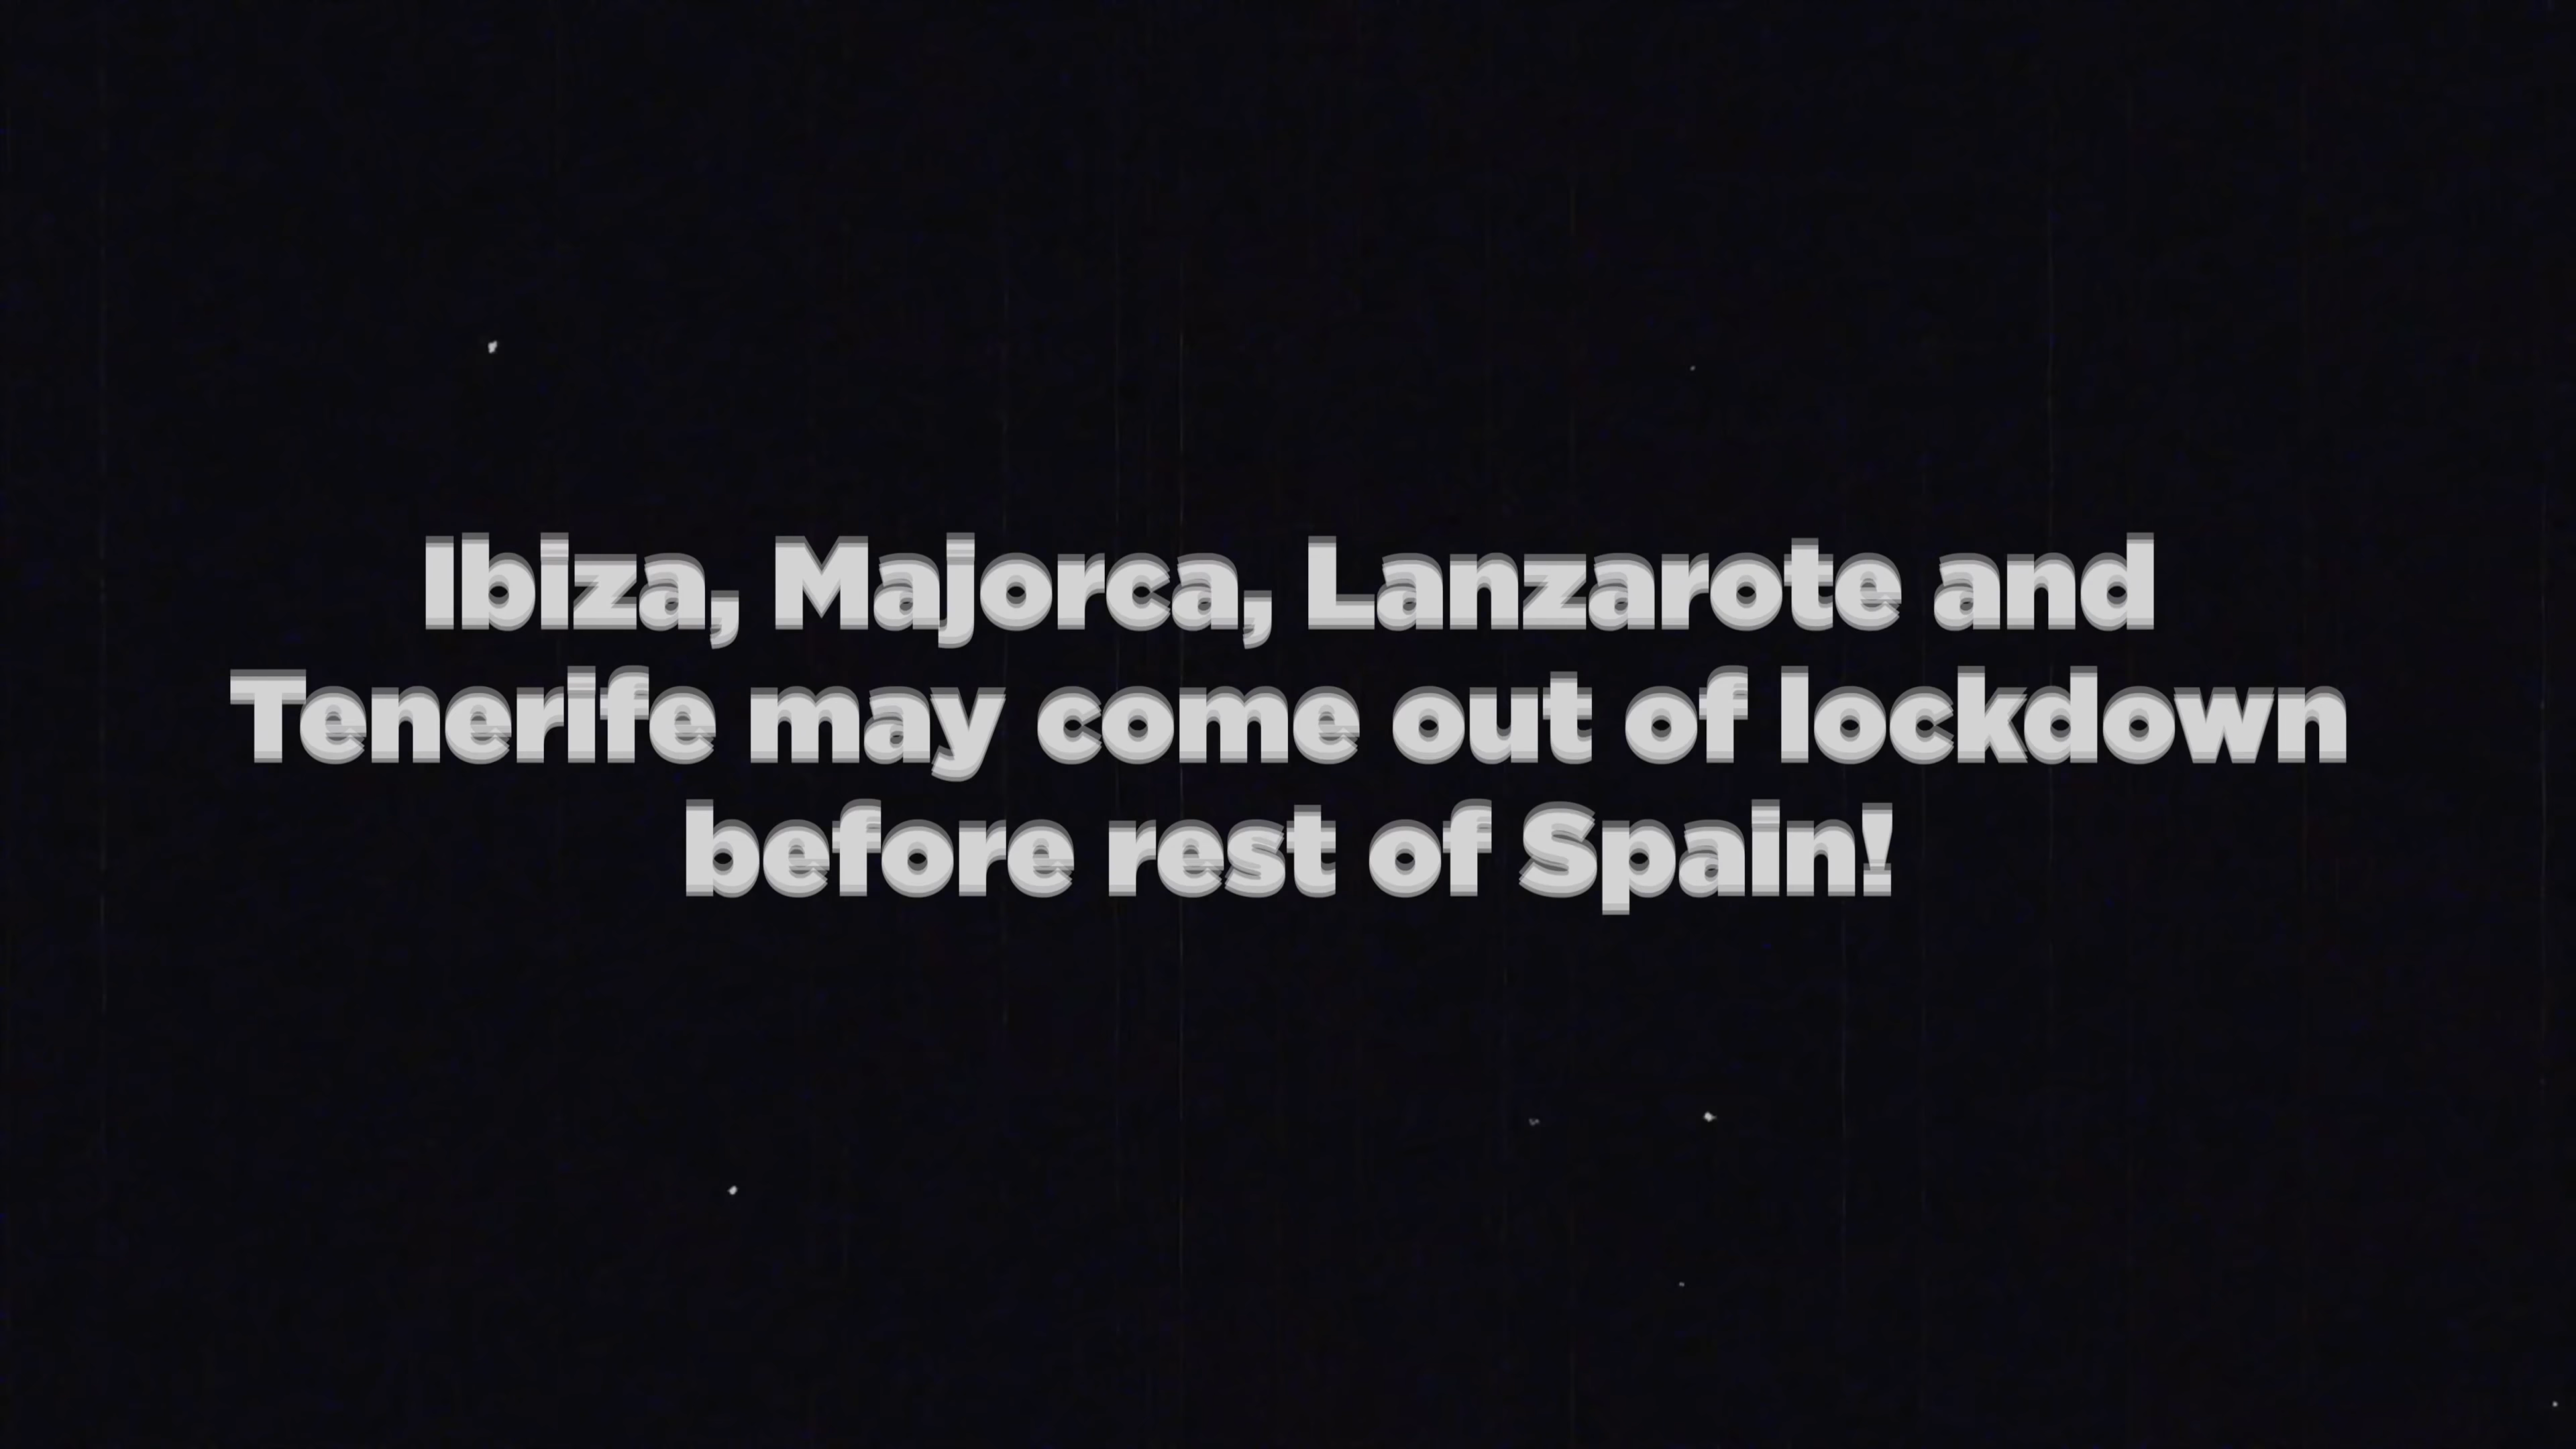 Ibiza, Majorca, Lanzarote and
Tenerife may come out of lockdown
before rest of Spain!